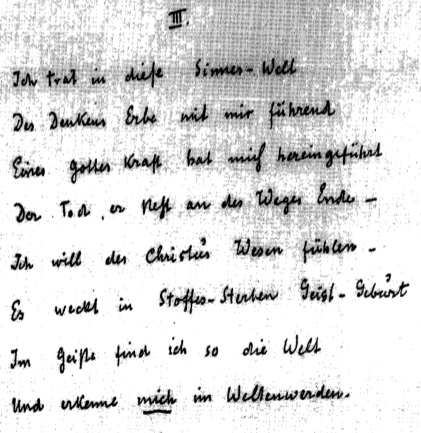 III.
Ich trat in diese Sinnes-Welt
Des Denkens Erbe mit mir führend
Eines Gottes Kraft hat mich hereingeführt
Der Tod, er steht an des Weges Ende –
Ich will des Christus Wesen fühlen –
Es weckt in Stoffes-Sterben Geist-Geburt
Im Geiste find ich so die Welt
Und erkenne mich im Weltenwerden.